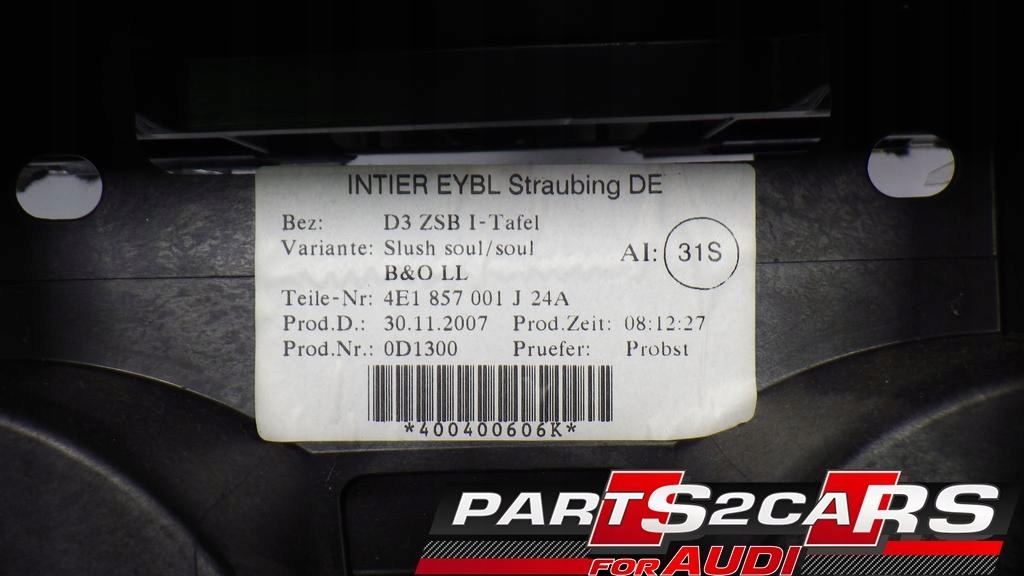 INTIER EYBL Straubing DE
Bez: D3 ZSB I-Tafel
Variante: Slush soul/soul
B&O LL
AI: 31S
Teile-Nr: 4E1 857 001 J 24A
Prod.D.: 30.11.2007 Prod.Zeit: 08:12:27
Prod.Nr.: 0D1300 Pruefer: Probst
*400400606K*
PARTS2CARS
FOR AUDI